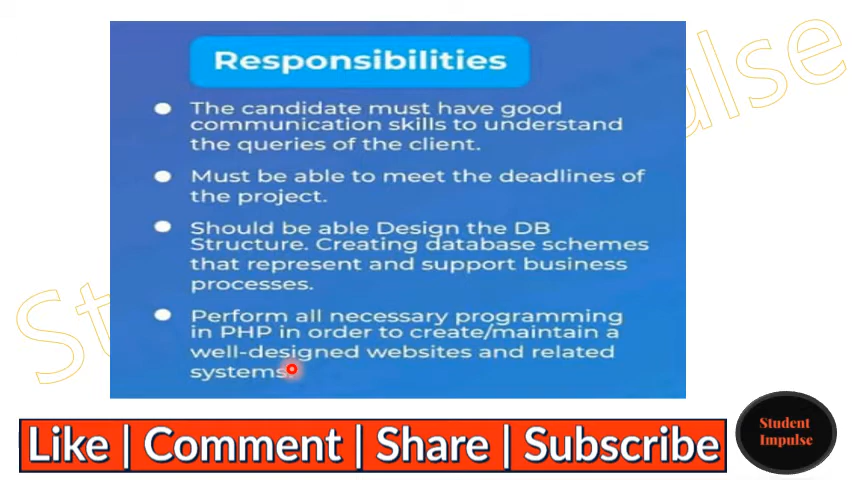 Responsibilities
The candidate must have good
communication skills to understand
the queries of the client.
Must be able to meet the deadlines of
the project.
Should be able Design the DB
Structure. Creating database schemes
that represent and support business
processes.
Perform all necessary programming
in PHP in order to create/maintain a
well-designed websites and related
systems.
Like | Comment | Share | Subscribe
Student
Impulse